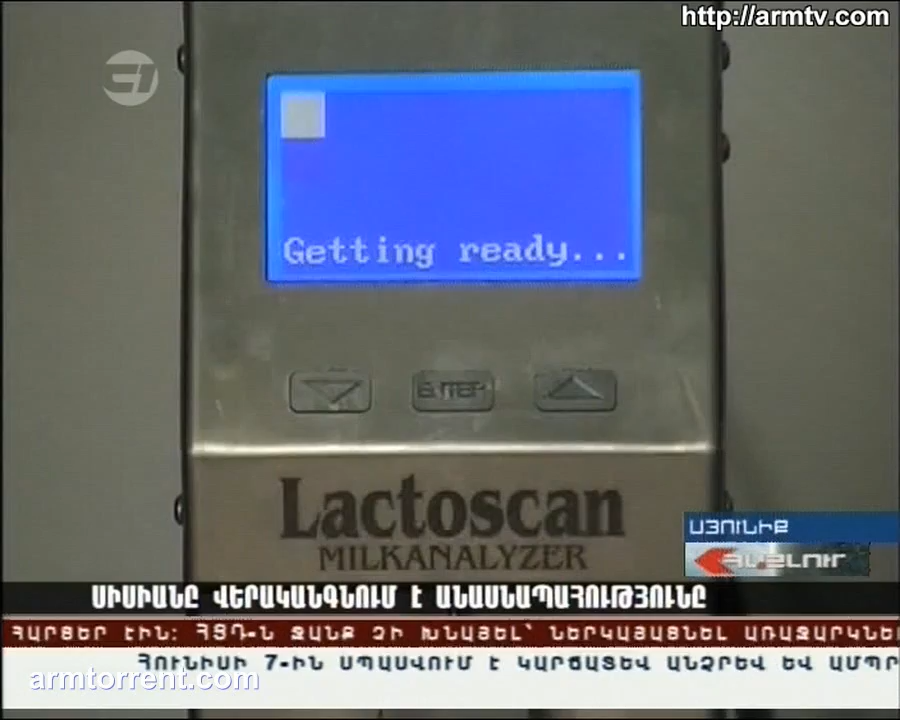 http://armtv.com
Getting ready...
ENTER
Lactoscan
MILKANALYZER
ՍՅՈՒՆԻՔ
ՀԱՅԼՈՒՐ
ՍԻՍԻԱՆԸ ՎԵՐԱԿԱՆԳՆՈՒՄ Է ԱՆԱՍՆԱՊԱՀՈՒԹՅՈՒՆԸ
ՀԱՐՑԵՐ ԷԻՆ: ՀՅԴ-Ն ՋԱՆՔ ՉԻ ԽՆԱՅԵԼ՝ ՆԵՐԿԱՅԱՑՆԵԼ ԱՌԱՋԱՐԿՆԵ
ՀՈՒՆԻՍԻ 7-ԻՆ ՍՊԱՍՎՈՒՄ Է ԿԱՐՃԱՏԵՎ ԱՆՁՐԵՎ ԵՎ ԱՄՊՐ
armtorrent.com